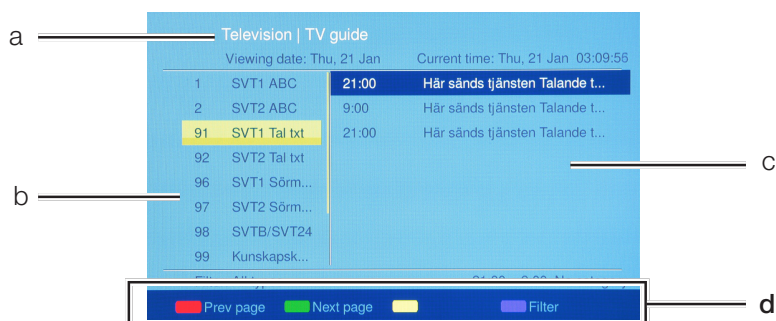 a
Television | TV guide
Viewing date: Thu, 21 Jan Current time: Thu, 21 Jan 03:09:56
1 SVT1 ABC 21:00 Här sänds tjänsten Talande t...
2 SVT2 ABC 9:00 Här sänds tjänsten Talande t...
91 SVT1 Tal txt 21:00 Här sänds tjänsten Talande t...
92 SVT2 Tal txt
c
96 SVT1 Sörm...
b
97 SVT2 Sörm...
98 SVTB/SVT24
99 Kunskapsk...
Prev page Next page Filter
d